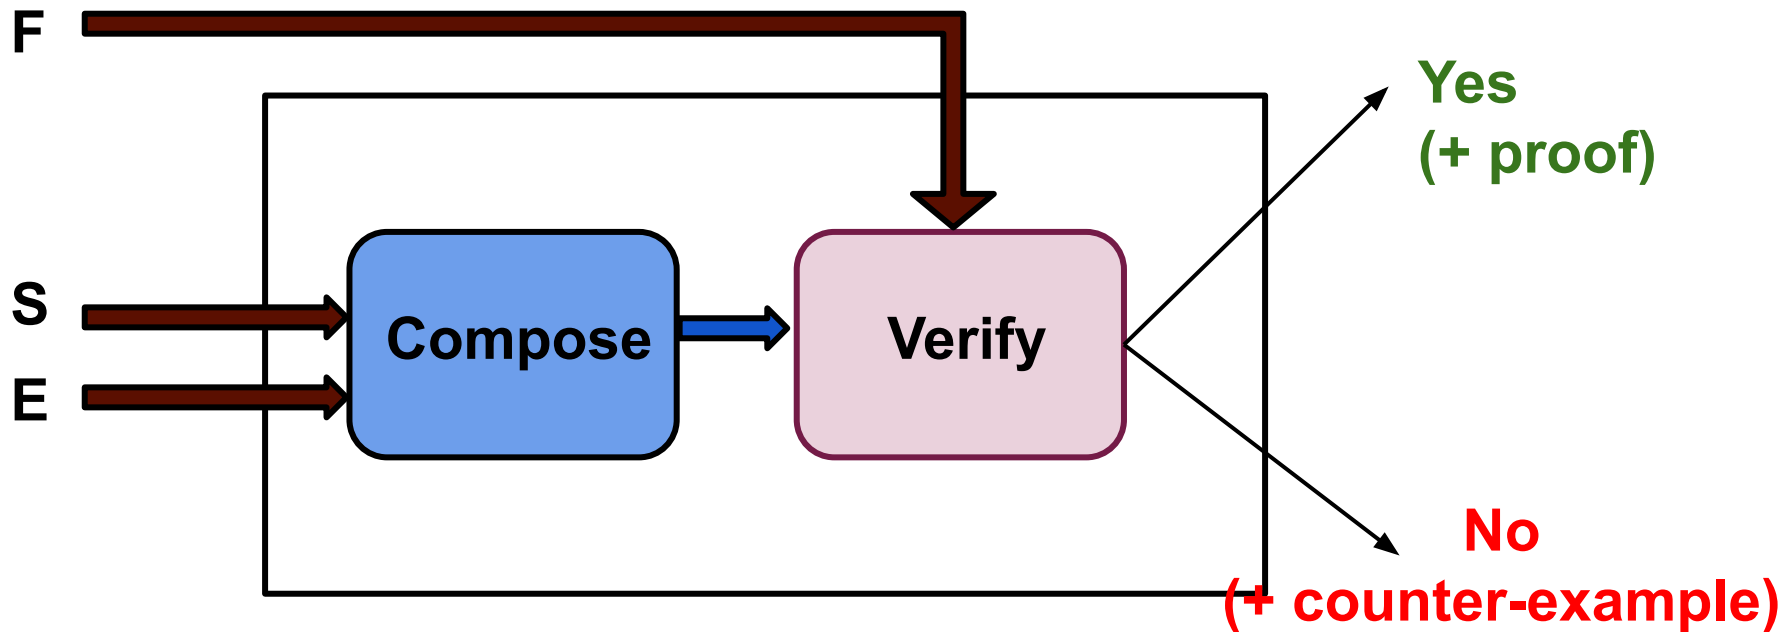 F
S
E
Compose
Verify
Yes
(+ proof)
No
(+ counter-example)